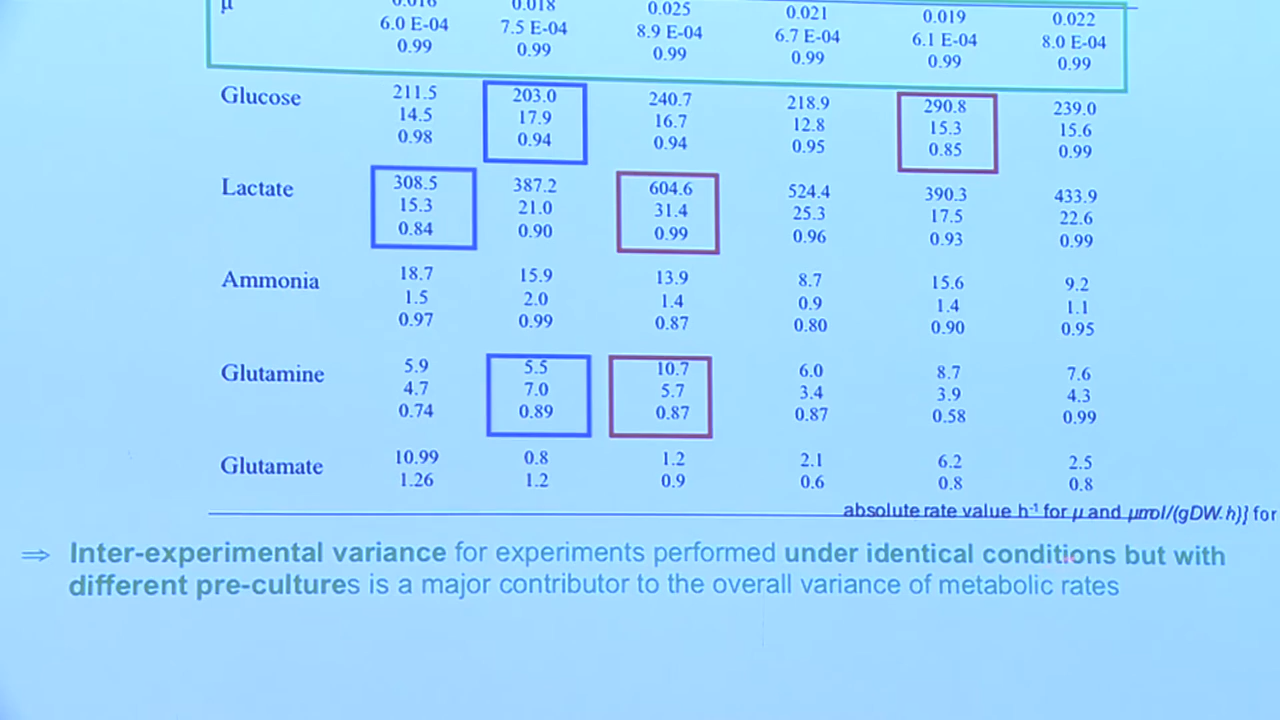 μ 0.016 0.018 0.025 0.021 0.019 0.022
6.0 E-04 7.5 E-04 8.9 E-04 6.7 E-04 6.1 E-04 8.0 E-04
0.99 0.99 0.99 0.99 0.99 0.99
Glucose 211.5 203.0 240.7 218.9 290.8 239.0
14.5 17.9 16.7 12.8 15.3 15.6
0.98 0.94 0.94 0.95 0.85 0.99
Lactate 308.5 387.2 604.6 524.4 390.3 433.9
15.3 21.0 31.4 25.3 17.5 22.6
0.84 0.90 0.99 0.96 0.93 0.99
Ammonia 18.7 15.9 13.9 8.7 15.6 9.2
1.5 2.0 1.4 0.9 1.4 1.1
0.97 0.99 0.87 0.80 0.90 0.95
Glutamine 5.9 5.5 10.7 6.0 8.7 7.6
4.7 7.0 5.7 3.4 3.9 4.3
0.74 0.89 0.87 0.87 0.58 0.99
Glutamate 10.99 0.8 1.2 2.1 6.2 2.5
1.26 1.2 0.9 0.6 0.8 0.8
absolute rate value h⁻¹ for μ and μmol/(gDW.h)} for
⇒ Inter-experimental variance for experiments performed under identical conditions but with
different pre-cultures is a major contributor to the overall variance of metabolic rates